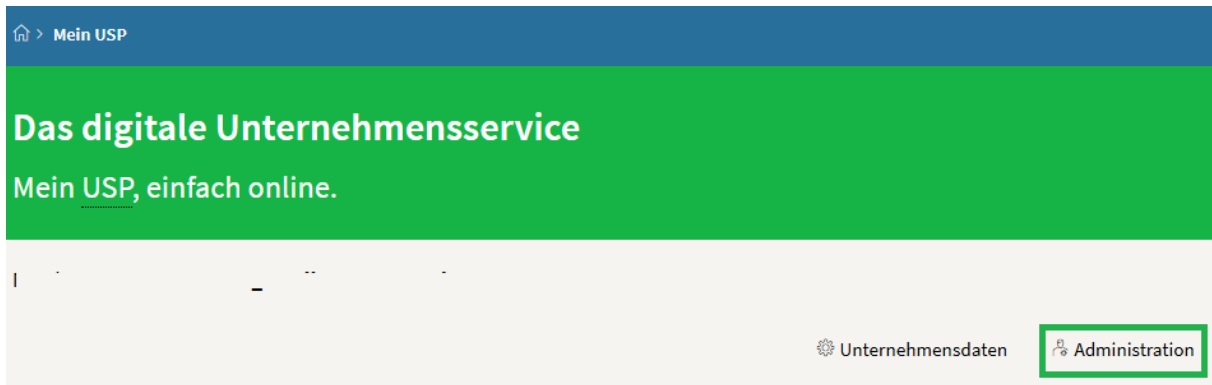 > Mein USP
Das digitale Unternehmensservice
Mein USP, einfach online.
Unternehmensdaten
Administration